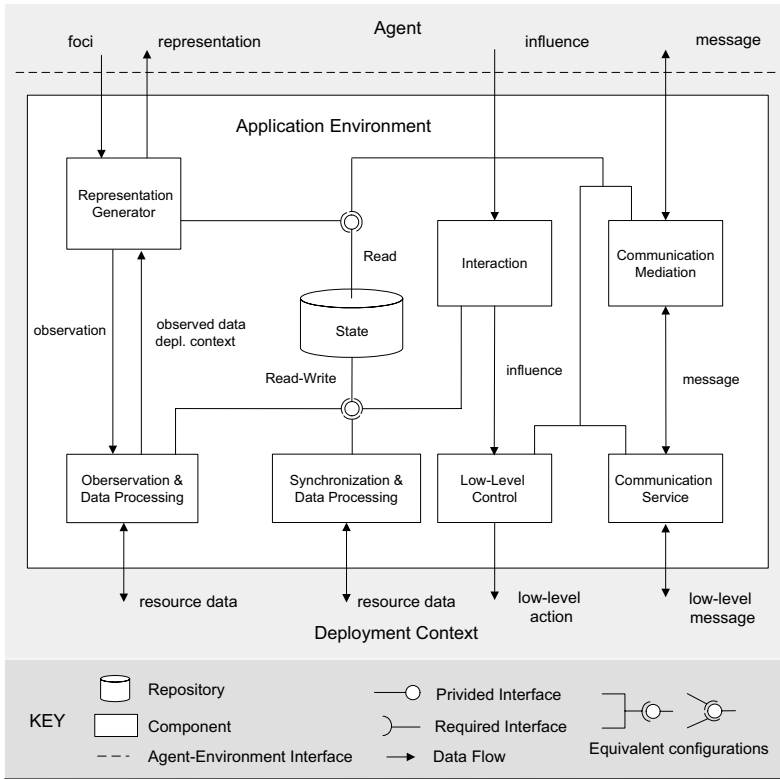 Agent
foci
representation
influence
message
Application Environment
Representation
Generator
Read
Interaction
Communication
Mediation
observation
observed data
depl. context
State
Read-Write
influence
message
Oberservation &
Data Processing
Synchronization &
Data Processing
Low-Level
Control
Communication
Service
resource data
resource data
low-level
action
low-level
message
Deployment Context
KEY
Repository
Component
Agent-Environment Interface
Privided Interface
Required Interface
Data Flow
Equivalent configurations